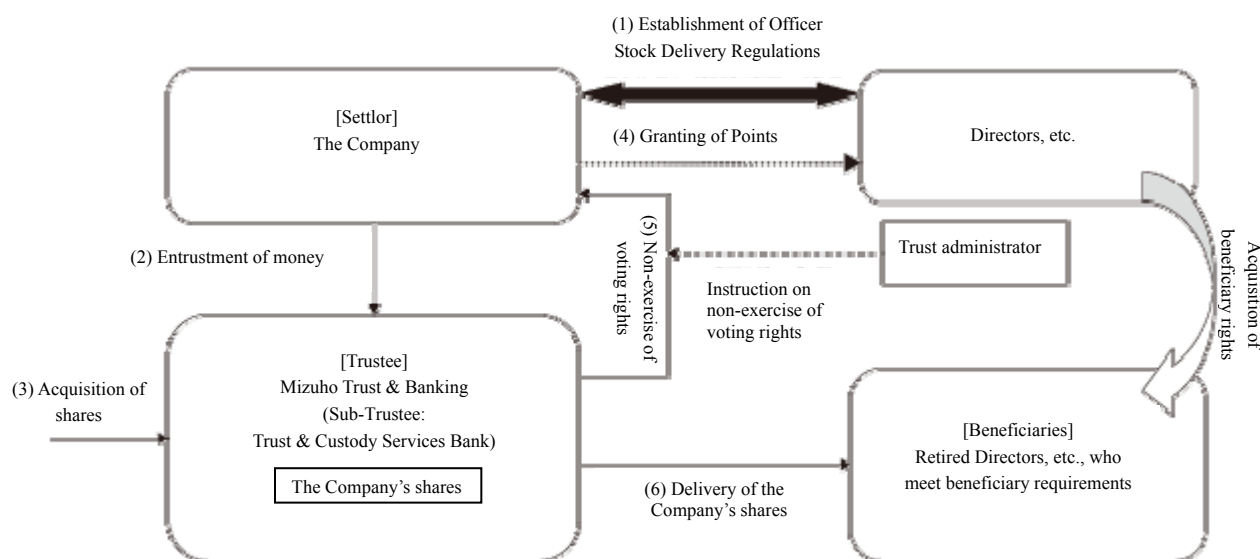 (1) Establishment of Officer
Stock Delivery Regulations
[Settlor]
The Company
(4) Granting of Points
Directors, etc.
(2) Entrustment of money
(5) Non-exercise of
voting rights
Trust administrator
Instruction on
non-exercise of
voting rights
Acquisition of
beneficiary rights
(3) Acquisition of
shares
[Trustee]
Mizuho Trust & Banking
(Sub-Trustee:
Trust & Custody Services Bank)
The Company's shares
[Beneficiaries]
Retired Directors, etc., who
meet beneficiary requirements
(6) Delivery of the
Company's shares